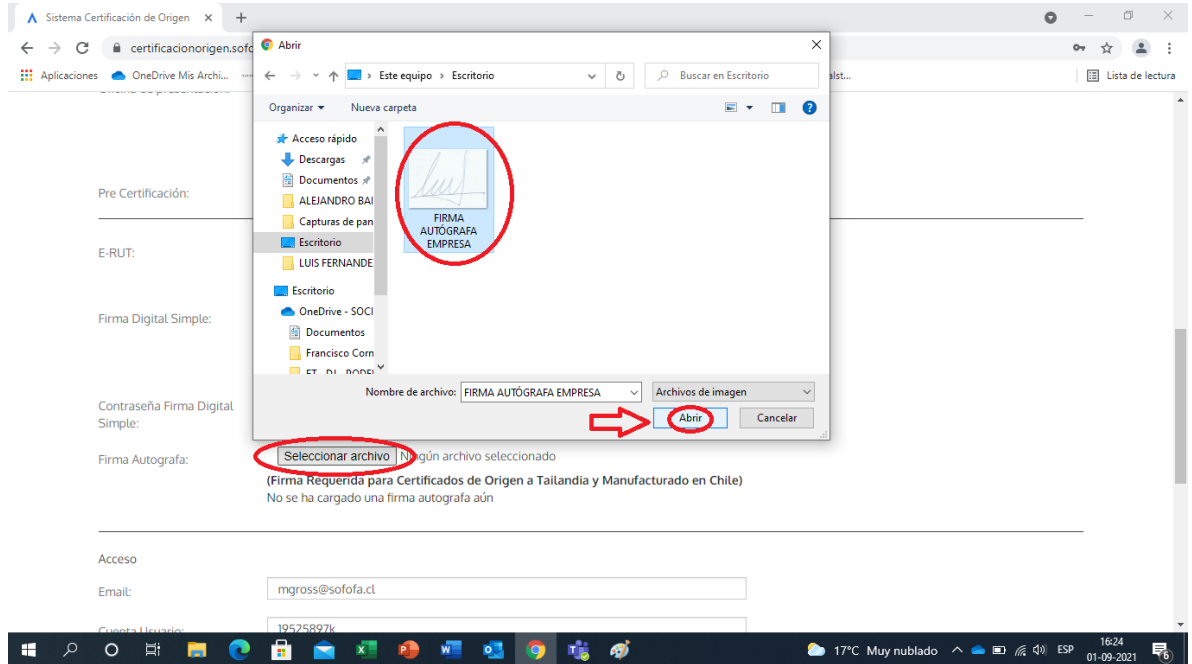 Sistema Certificación de Origen
certificacionorigen.sofo
Aplicaciones
OneDrive Mis Archi...
Lista de lectura
Abrir
Este equipo > Escritorio
Buscar en Escritorio
Organizar
Nueva carpeta
Acceso rápido
Descargas
Documentos
ALEJANDRO BAI
Capturas de pan
Escritorio
LUIS FERNANDE
Escritorio
OneDrive - SOCI
Documentos
Francisco Corn
FIRMA
AUTÓGRAFA
EMPRESA
Nombre de archivo: FIRMA AUTÓGRAFA EMPRESA
Archivos de imagen
Abrir
Cancelar
Pre Certificación:
E-RUT:
Firma Digital Simple:
Contraseña Firma Digital
Simple:
Firma Autografa:
Seleccionar archivo Ningún archivo seleccionado
(Firma Requerida para Certificados de Origen a Tailandia y Manufacturado en Chile)
No se ha cargado una firma autografa aún
Acceso
Email:
mgross@sofofa.cl
Cuenta Usuario:
19525897k
17°C Muy nublado
ESP
16:24
01-09-2021
6